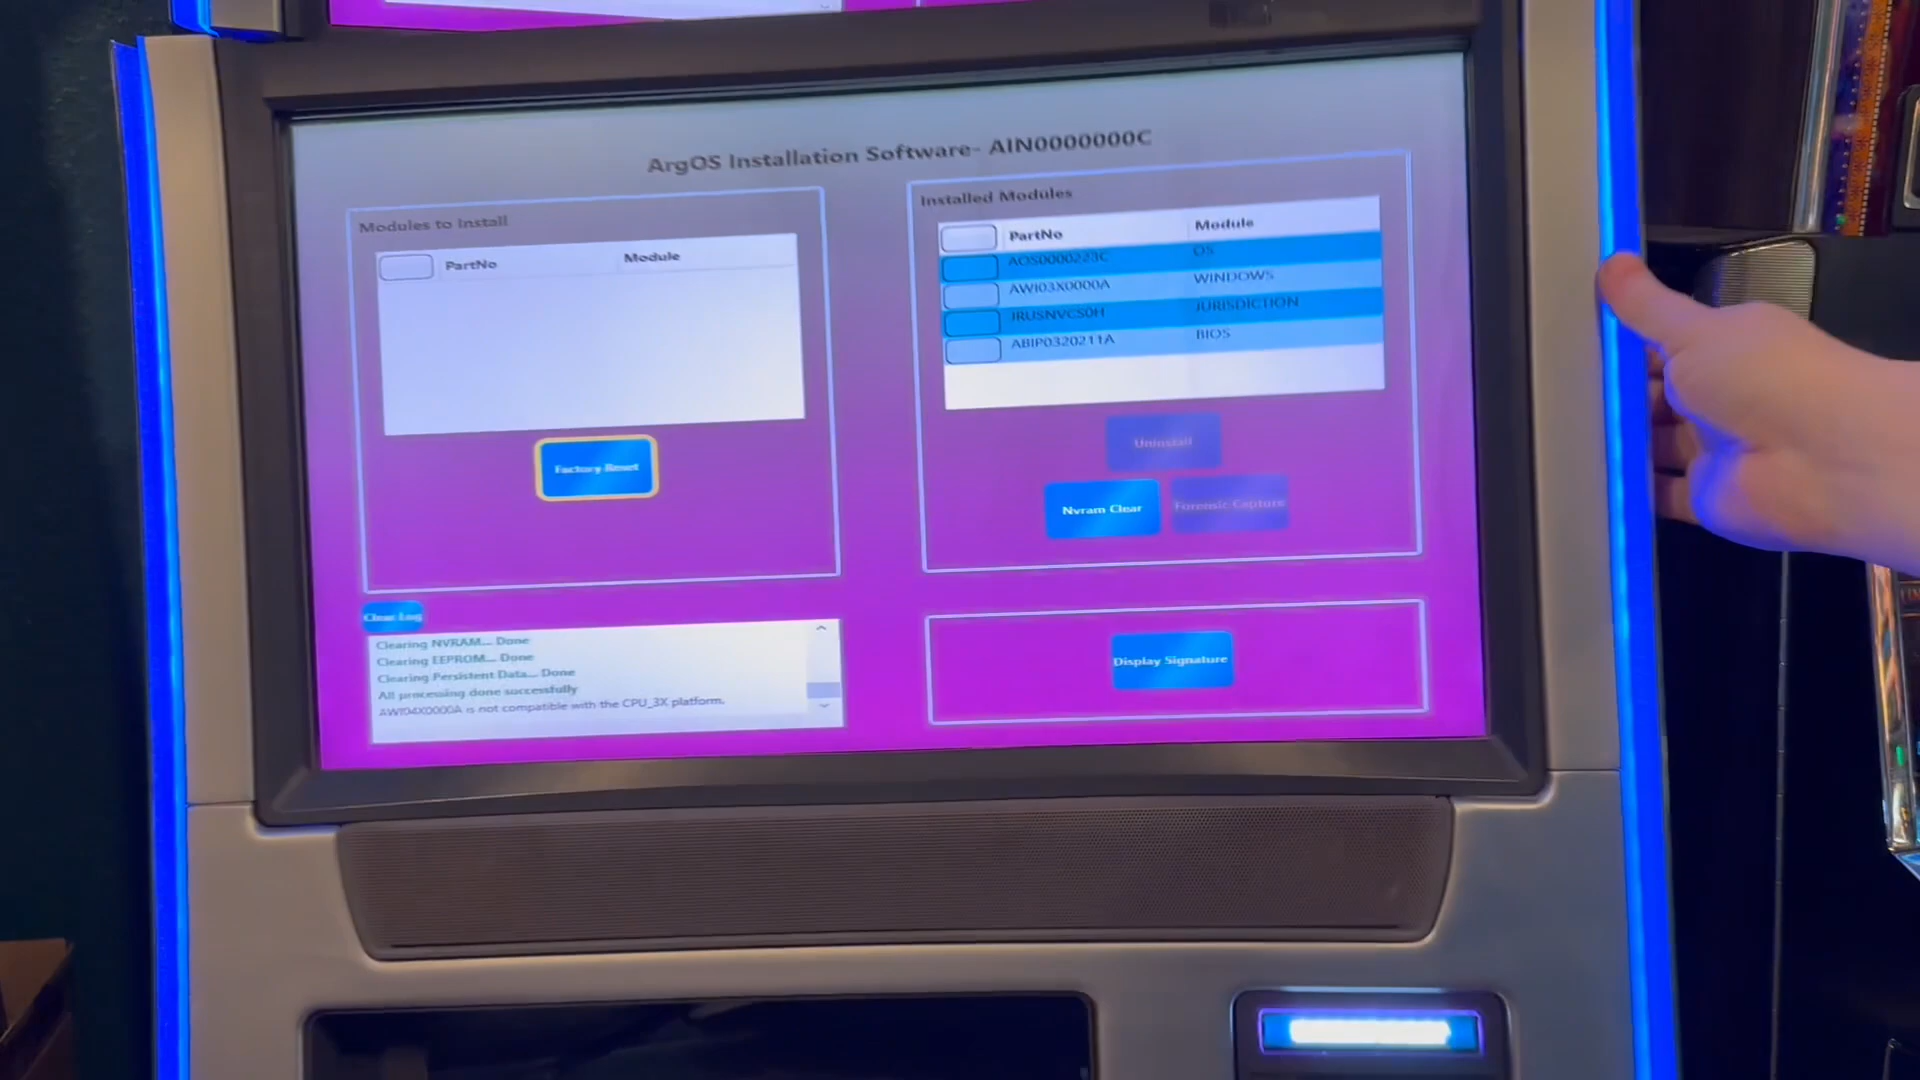 ArgOS Installation Software- AIN0000000C
Modules to Install
PartNo Module
Factory Reset
Installed Modules
PartNo Module
AOS0000223C OS
AWI03X0000A WINDOWS
JRUSNVCS0H JURISDICTION
ABIP0320211A BIOS
Uninstall
Nvram Clear Forensic Capture
Clear Log
Clearing NVRAM... Done
Clearing EEPROM... Done
Clearing Persistent Data... Done
All processing done successfully
AWI04X0000A is not compatible with the CPU_3X platform.
Display Signature